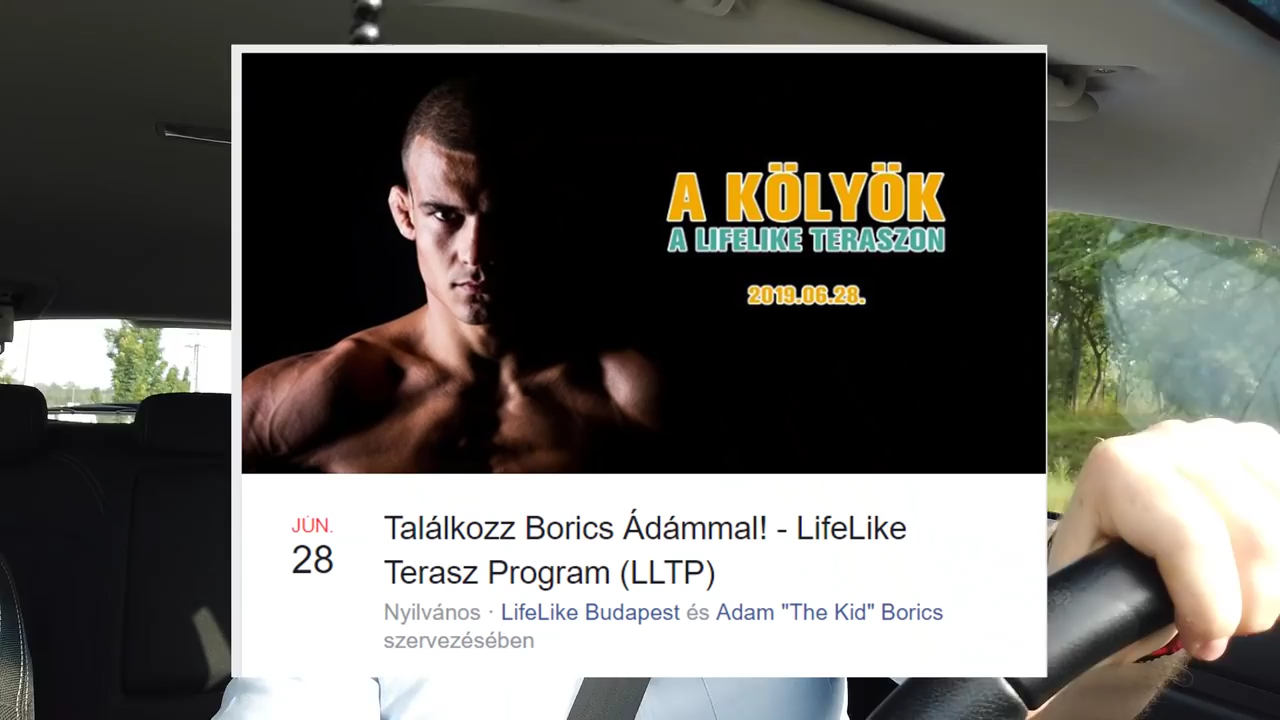 A KÖLYÖK
A LIFELIKE TERASZON
2019.06.28.
JÚN.
28
Találkozz Borics Ádámmal! - LifeLike
Terasz Program (LLTP)
Nyilvános · LifeLike Budapest és Adam "The Kid" Borics
szervezésében